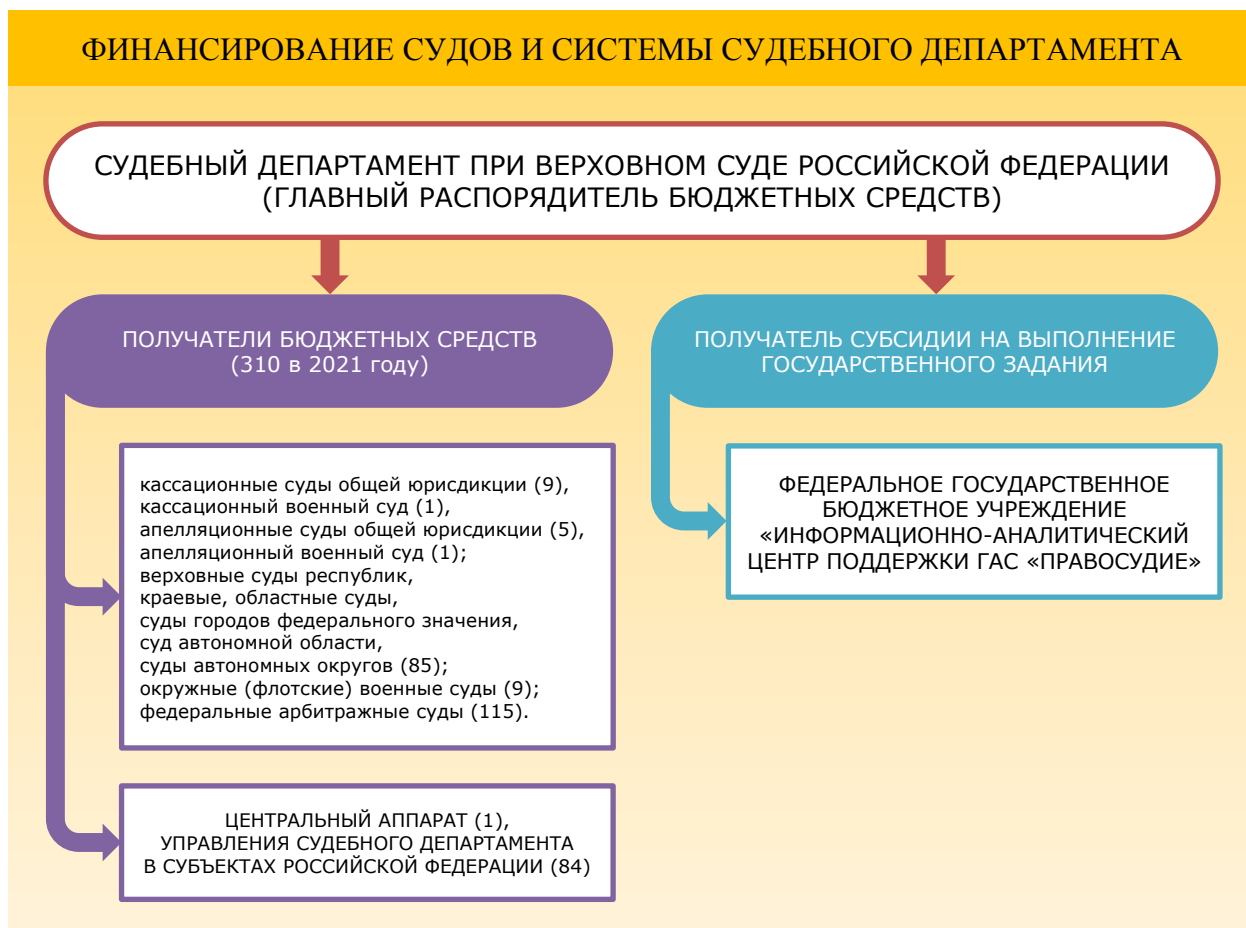 ФИНАНСИРОВАНИЕ СУДОВ И СИСТЕМЫ СУДЕБНОГО ДЕПАРТАМЕНТА
СУДЕБНЫЙ ДЕПАРТАМЕНТ ПРИ ВЕРХОВНОМ СУДЕ РОССИЙСКОЙ ФЕДЕРАЦИИ
(ГЛАВНЫЙ РАСПОРЯДИТЕЛЬ БЮДЖЕТНЫХ СРЕДСТВ)
ПОЛУЧАТЕЛИ БЮДЖЕТНЫХ СРЕДСТВ
(310 в 2021 году)
кассационные суды общей юрисдикции (9),
кассационный военный суд (1),
апелляционные суды общей юрисдикции (5),
апелляционный военный суд (1);
верховные суды республик,
краевые, областные суды,
суды городов федерального значения,
суд автономной области,
суды автономных округов (85);
окружные (флотские) военные суды (9);
федеральные арбитражные суды (115).
ЦЕНТРАЛЬНЫЙ АППАРАТ (1),
УПРАВЛЕНИЯ СУДЕБНОГО ДЕПАРТАМЕНТА
В СУБЪЕКТАХ РОССИЙСКОЙ ФЕДЕРАЦИИ (84)
ПОЛУЧАТЕЛЬ СУБСИДИИ НА ВЫПОЛНЕНИЕ
ГОСУДАРСТВЕННОГО ЗАДАНИЯ
ФЕДЕРАЛЬНОЕ ГОСУДАРСТВЕННОЕ
БЮДЖЕТНОЕ УЧРЕЖДЕНИЕ
«ИНФОРМАЦИОННО-АНАЛИТИЧЕСКИЙ
ЦЕНТР ПОДДЕРЖКИ ГАС «ПРАВОСУДИЕ»